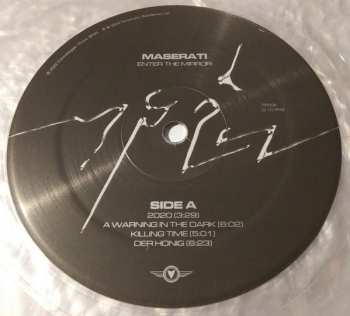 MASERATI
ENTER THE MIRROR
SIDE A
2020 (3:29)
A WARNING IN THE DARK (6:02)
KILLING TIME (5:01)
DER HONIG (6:23)